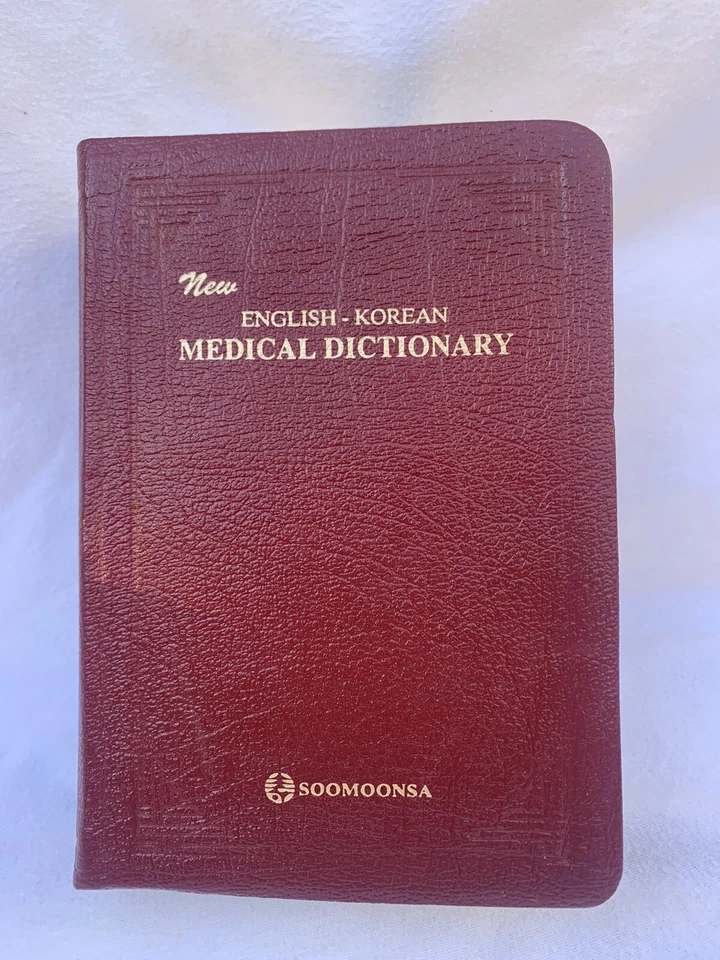 New
ENGLISH - KOREAN
MEDICAL DICTIONARY
SOOMOONSA